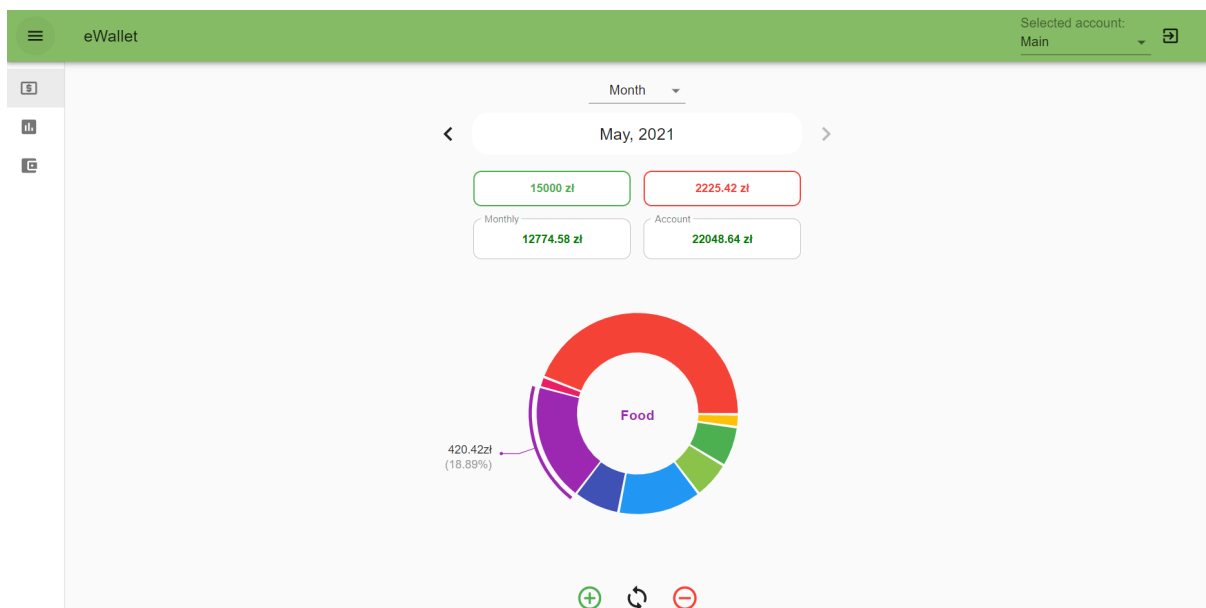 eWallet
Selected account:
Main
Month
May, 2021
15000 zł
2225.42 zł
Monthly
12774.58 zł
Account
22048.64 zł
Food
420.42zł
(18.89%)